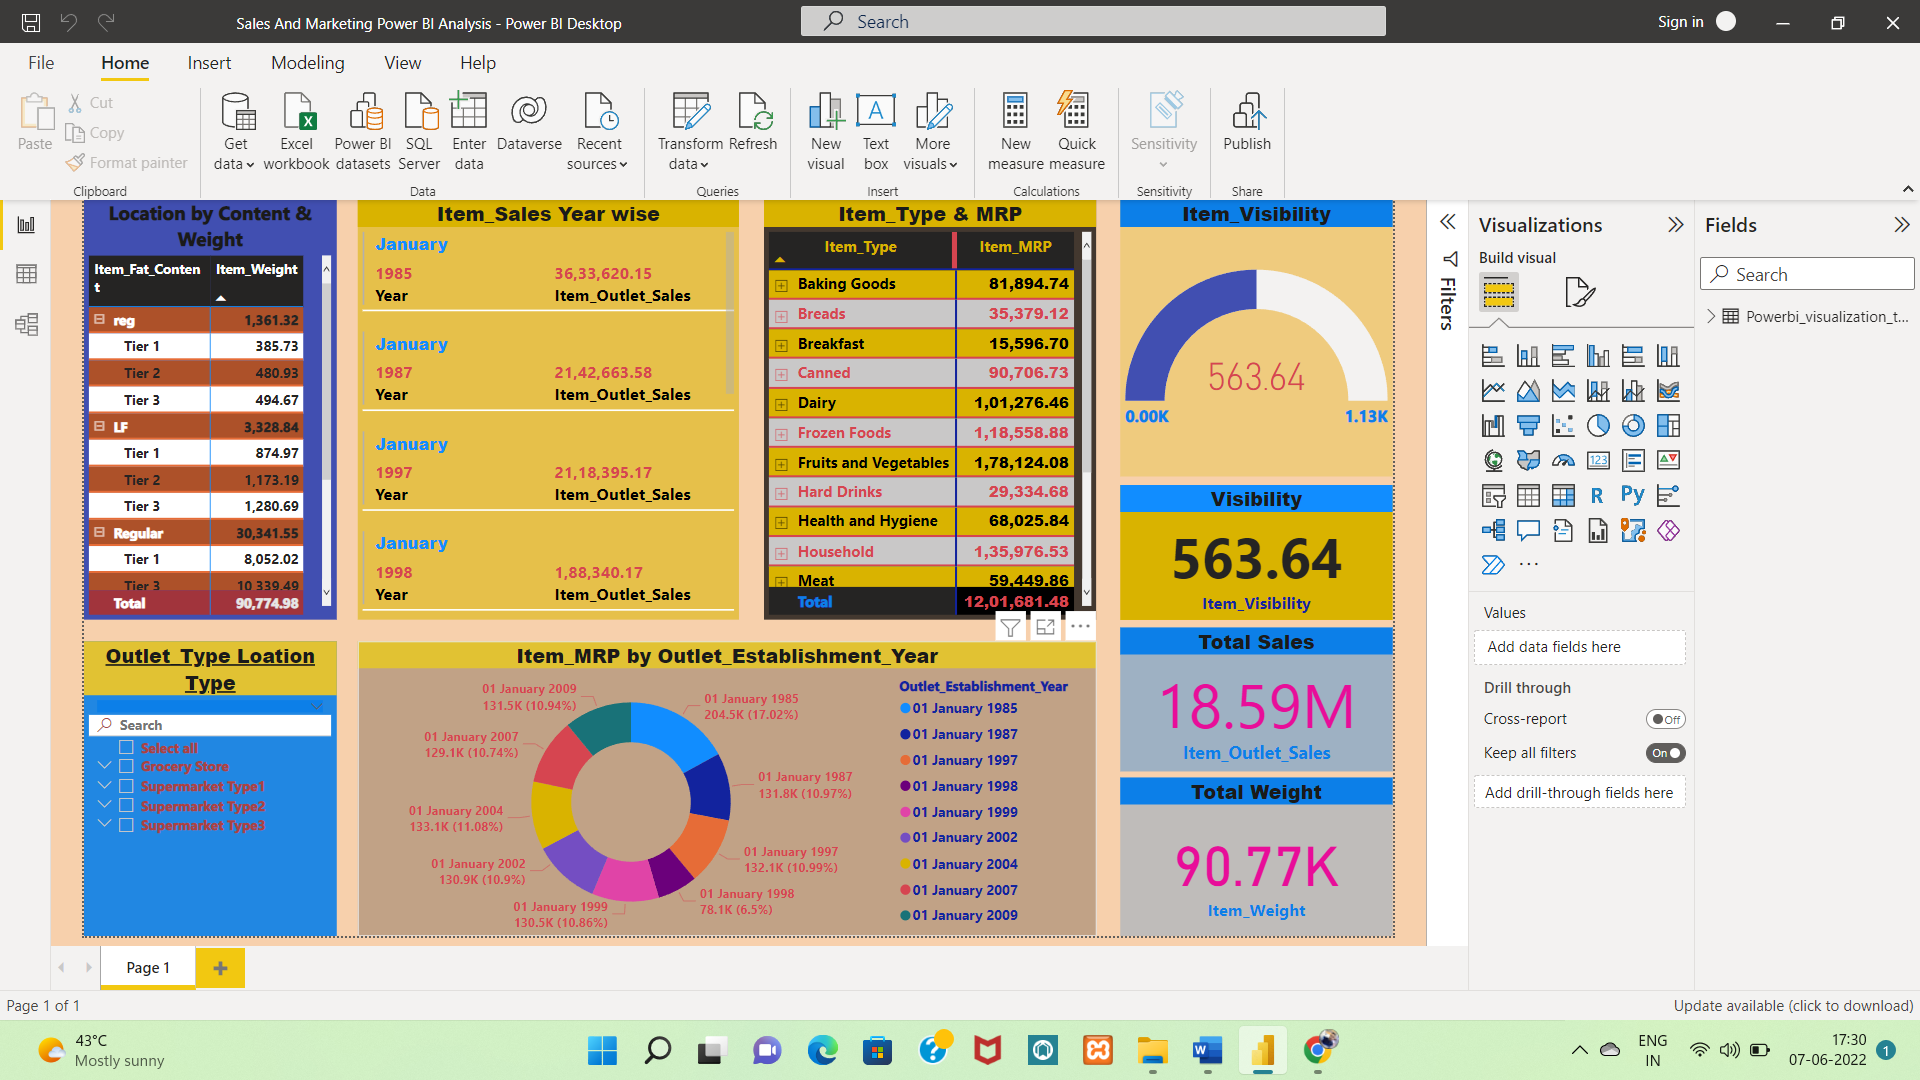 Sales And Marketing Power BI Analysis - Power BI Desktop
Search
Sign in
File
Home
Insert
Modeling
View
Help
Paste
Cut
Copy
Format painter
Clipboard
Get data
Excel workbook
Power BI datasets
SQL Server
Enter data
Dataverse
Recent sources
Data
Transform data
Refresh
Queries
New visual
Text box
More visuals
Insert
New measure
Quick measure
Calculations
Sensitivity
Sensitivity
Publish
Share
Location by Content &
Weight
Item_Fat_Conten
t
Item_Weight
reg 1,361.32
Tier 1 385.73
Tier 2 480.93
Tier 3 494.67
LF 3,328.84
Tier 1 874.97
Tier 2 1,173.19
Tier 3 1,280.69
Regular 30,341.55
Tier 1 8,052.02
Tier 3 10,339.49
Total 90,774.98
Item_Sales Year wise
January
1985 36,33,620.15
Year Item_Outlet_Sales
January
1987 21,42,663.58
Year Item_Outlet_Sales
January
1997 21,18,395.17
Year Item_Outlet_Sales
January
1998 1,88,340.17
Year Item_Outlet_Sales
Item_Type & MRP
Item_Type Item_MRP
Baking Goods 81,894.74
Breads 35,379.12
Breakfast 15,596.70
Canned 90,706.73
Dairy 1,01,276.46
Frozen Foods 1,18,558.88
Fruits and Vegetables 1,78,124.08
Hard Drinks 29,334.68
Health and Hygiene 68,025.84
Household 1,35,976.53
Meat 59,449.86
Total 12,01,681.48
Item_Visibility
563.64
0.00K 1.13K
Visibility
563.64
Item_Visibility
Total Sales
18.59M
Item_Outlet_Sales
Total Weight
90.77K
Item_Weight
Outlet_Type Loation
Type
Search
Select all
Grocery Store
Supermarket Type1
Supermarket Type2
Supermarket Type3
Item_MRP by Outlet_Establishment_Year
01 January 1985
204.5K (17.02%)
01 January 1987
131.8K (10.97%)
01 January 1997
132.1K (10.99%)
01 January 1998
78.1K (6.5%)
01 January 1999
130.5K (10.86%)
01 January 2002
130.9K (10.9%)
01 January 2004
133.1K (11.08%)
01 January 2007
129.1K (10.74%)
01 January 2009
131.5K (10.94%)
Outlet_Establishment_Year
01 January 1985
01 January 1987
01 January 1997
01 January 1998
01 January 1999
01 January 2002
01 January 2004
01 January 2007
01 January 2009
Filters
Visualizations
Build visual
123
R
Py
Values
Add data fields here
Drill through
Cross-report
Off
Keep all filters
On
Add drill-through fields here
Fields
Search
Powerbi_visualization_t...
Page 1
Page 1 of 1
Update available (click to download)
43°C
Mostly sunny
ENG
IN
17:30
07-06-2022
1